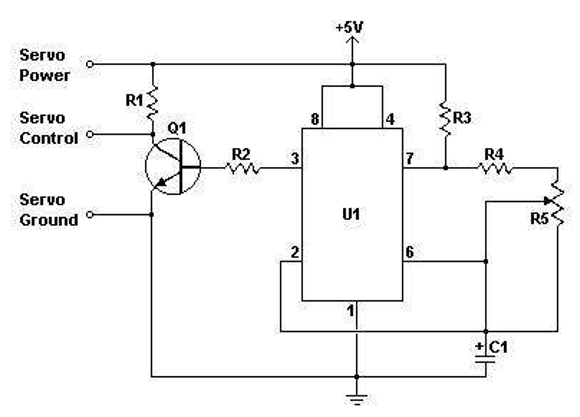 +5V
Servo
Power
R1
8
4
R3
Servo
Control
Q1
R2
3
7
R4
Servo
Ground
U1
R5
2
6
1
+ C1